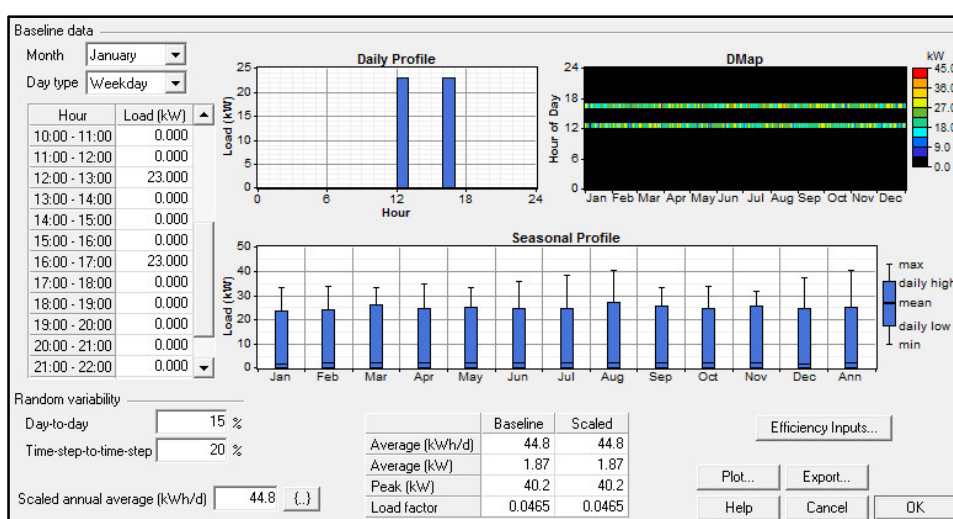 Baseline data
Month January
Day type Weekday
Hour Load (kW)
10:00 - 11:00 0.000
11:00 - 12:00 0.000
12:00 - 13:00 23.000
13:00 - 14:00 0.000
14:00 - 15:00 0.000
15:00 - 16:00 0.000
16:00 - 17:00 23.000
17:00 - 18:00 0.000
18:00 - 19:00 0.000
19:00 - 20:00 0.000
20:00 - 21:00 0.000
21:00 - 22:00 0.000
Daily Profile
Load (kW)
25
20
15
10
5
0
0 6 12 18 24
Hour
DMap
Hour of Day
24
18
12
6
0
Jan Feb Mar Apr May Jun Jul Aug Sep Oct Nov Dec
kW
45.0
36.0
27.0
18.0
9.0
0.0
Seasonal Profile
Load (kW)
50
40
30
20
10
0
Jan Feb Mar Apr May Jun Jul Aug Sep Oct Nov Dec Ann
max
daily high
mean
daily low
min
Random variability
Day-to-day 15 %
Time-step-to-time-step 20 %
Scaled annual average (kWh/d) 44.8 {..}
Baseline Scaled
Average (kWh/d) 44.8 44.8
Average (kW) 1.87 1.87
Peak (kW) 40.2 40.2
Load factor 0.0465 0.0465
Efficiency Inputs...
Plot... Export...
Help Cancel OK